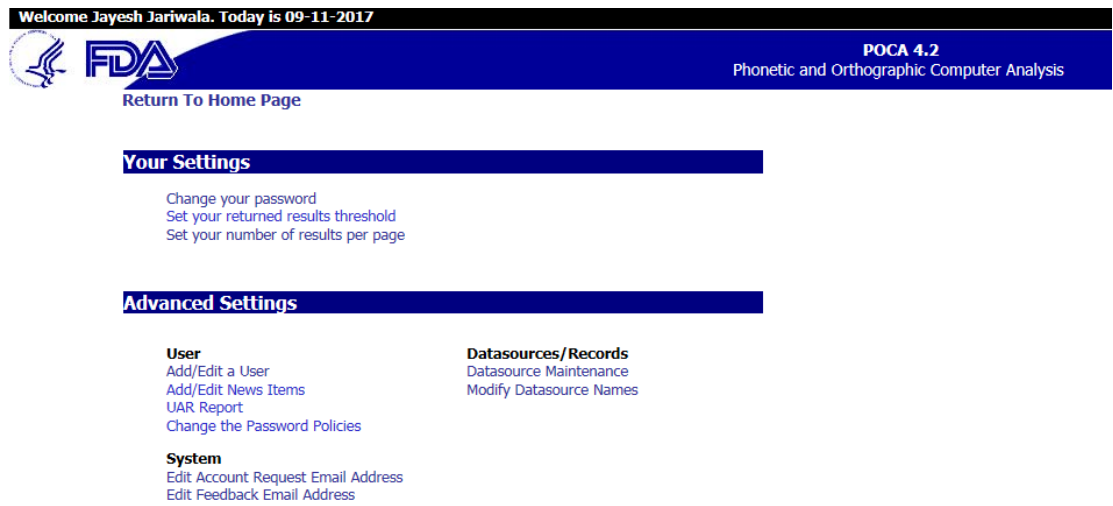 Welcome Jayesh Jariwala. Today is 09-11-2017
FDA
POCA 4.2
Phonetic and Orthographic Computer Analysis
Return To Home Page
Your Settings
Change your password
Set your returned results threshold
Set your number of results per page
Advanced Settings
User
Add/Edit a User
Add/Edit News Items
UAR Report
Change the Password Policies
Datasources/Records
Datasource Maintenance
Modify Datasource Names
System
Edit Account Request Email Address
Edit Feedback Email Address